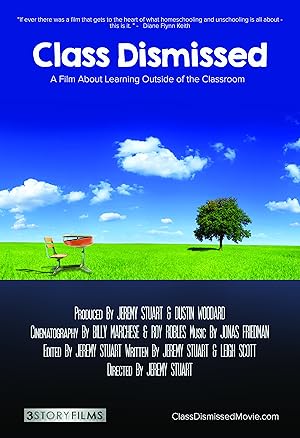 "If ever there was a film that gets to the heart of what homeschooling and unschooling is all about -
this is it. " - Diane Flynn Keith
Class Dismissed
A Film About Learning Outside of the Classroom
Produced By Jeremy Stuart & Dustin Woodard
Cinematography By Billy Marchese & Roy Robles Music By Jonas Friedman
Edited By Jeremy Stuart Written By Jeremy Stuart & Leigh Scott
Directed By Jeremy Stuart
3STORYFILMS
ClassDismissedMovie.com